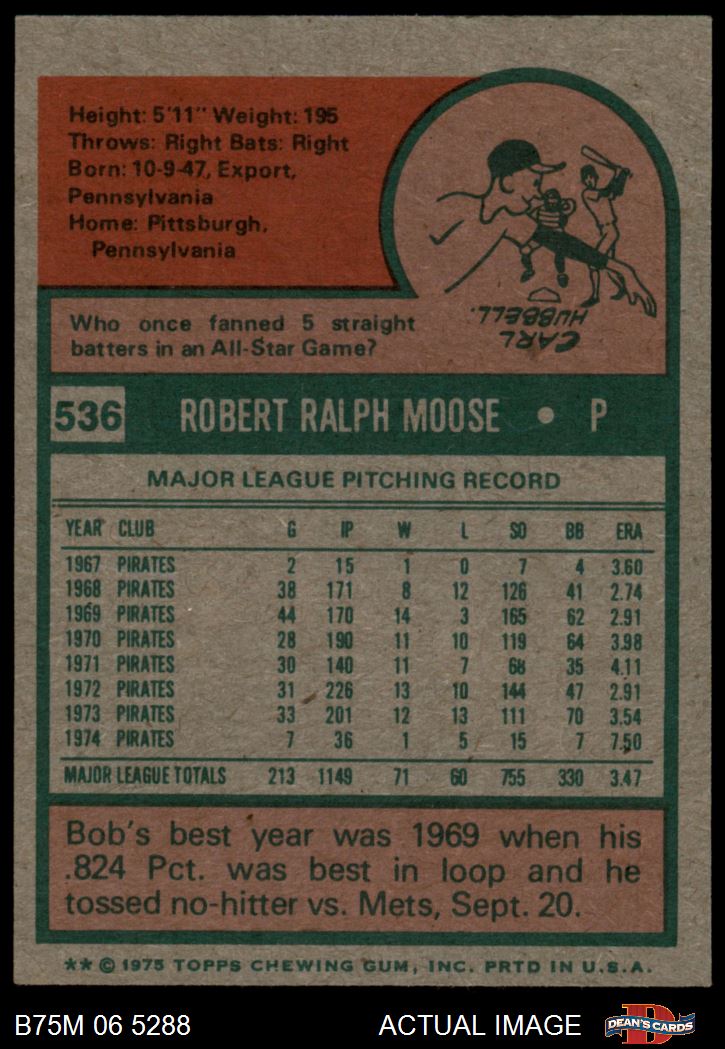 Height: 5'11" Weight: 195
Throws: Right Bats: Right
Born: 10-9-47, Export,
Pennsylvania
Home: Pittsburgh,
Pennsylvania
CARL
HUBBELL.
Who once fanned 5 straight
batters in an All-Star Game?
536 ROBERT RALPH MOOSE • P
MAJOR LEAGUE PITCHING RECORD
YEAR CLUB G IP W L SO BB ERA
1967 PIRATES 2 15 1 0 7 4 3.60
1968 PIRATES 38 171 8 12 126 41 2.74
1969 PIRATES 44 170 14 3 165 62 2.91
1970 PIRATES 28 190 11 10 119 64 3.98
1971 PIRATES 30 140 11 7 68 35 4.11
1972 PIRATES 31 226 13 10 144 47 2.91
1973 PIRATES 33 201 12 13 111 70 3.54
1974 PIRATES 7 36 1 5 15 7 7.50
MAJOR LEAGUE TOTALS 213 1149 71 60 755 330 3.47
Bob's best year was 1969 when his
.824 Pct. was best in loop and he
tossed no-hitter vs. Mets, Sept. 20.
** © 1975 TOPPS CHEWING GUM, INC. PRTD IN U.S.A.
B75M 06 5288 ACTUAL IMAGE
D
DEAN'S CARDS